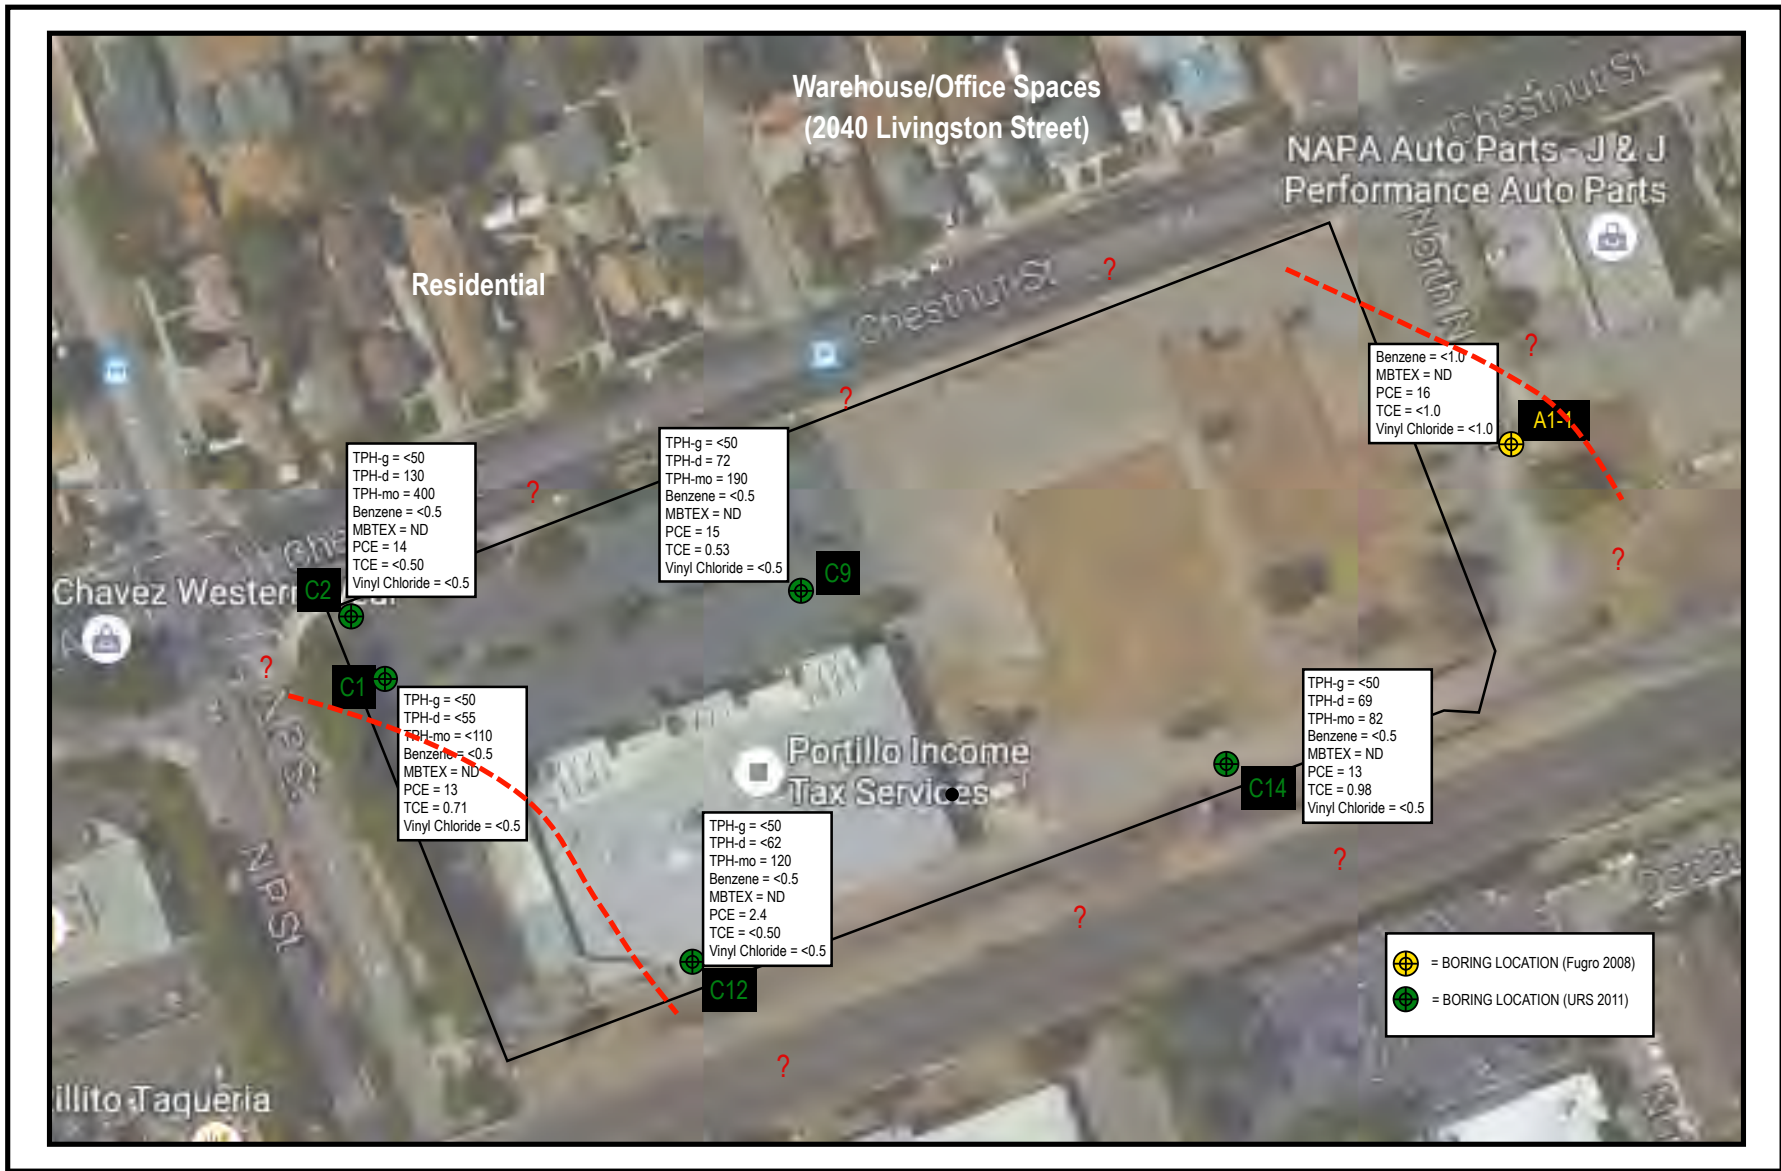 Warehouse/Office Spaces
(2040 Livingston Street)
Chestnut St
NAPA Auto Parts - J & J
Performance Auto Parts
Residential
Chestnut St
North
?
?
?
?
Benzene = <1.0
MBTEX = ND
PCE = 16
TCE = <1.0
Vinyl Chloride = <1.0
A1-1
TPH-g = <50
TPH-d = 130
TPH-mo = 400
Benzene = <0.5
MBTEX = ND
PCE = 14
TCE = <0.50
Vinyl Chloride = <0.5
C2
TPH-g = <50
TPH-d = 72
TPH-mo = 190
Benzene = <0.5
MBTEX = ND
PCE = 15
TCE = 0.53
Vinyl Chloride = <0.5
C9
?
Chavez Western
?
C1
TPH-g = <50
TPH-d = <55
TPH-mo = <110
Benzene = <0.5
MBTEX = ND
PCE = 13
TCE = 0.71
Vinyl Chloride = <0.5
Portillo Income
Tax Services
TPH-g = <50
TPH-d = 69
TPH-mo = 82
Benzene = <0.5
MBTEX = ND
PCE = 13
TCE = 0.98
Vinyl Chloride = <0.5
C14
TPH-g = <50
TPH-d = <62
TPH-mo = 120
Benzene = <0.5
MBTEX = ND
PCE = 2.4
TCE = <0.50
Vinyl Chloride = <0.5
C12
?
?
?
= BORING LOCATION (Fugro 2008)
= BORING LOCATION (URS 2011)
illito Taqueria